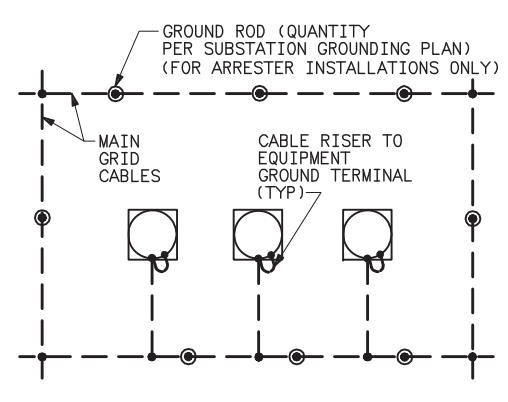 GROUND ROD (QUANTITY
PER SUBSTATION GROUNDING PLAN)
(FOR ARRESTER INSTALLATIONS ONLY)
MAIN
GRID
CABLES
CABLE RISER TO
EQUIPMENT
GROUND TERMINAL
(TYP)